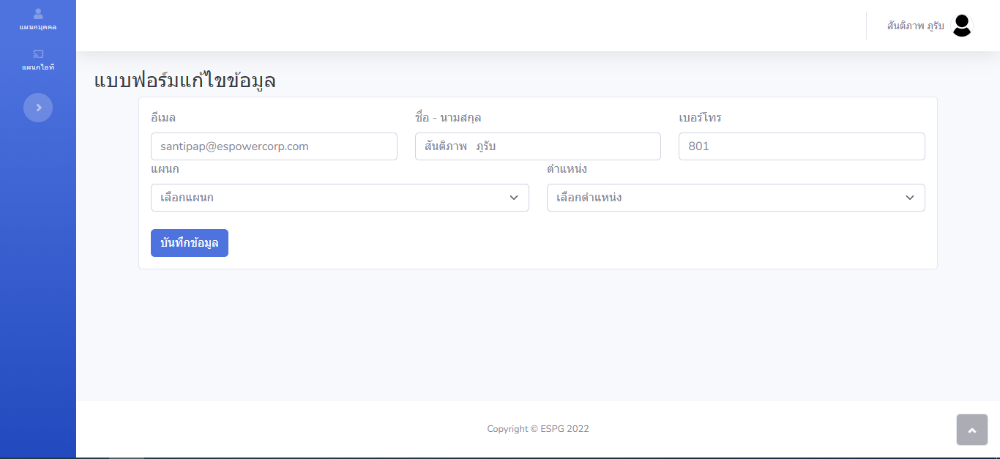 แผนกบุคคล
แผนกไอที
สันติภาพ ภูรับ
แบบฟอร์มแก้ไขข้อมูล
อีเมล
ชื่อ - นามสกุล
เบอร์โทร
santipap@espowercorp.com
สันติภาพ ภูรับ
801
แผนก
ตำแหน่ง
เลือกแผนก
เลือกตำแหน่ง
บันทึกข้อมูล
Copyright © ESPG 2022